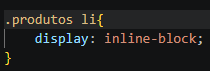 .produtos li{
    display: inline-block;
}